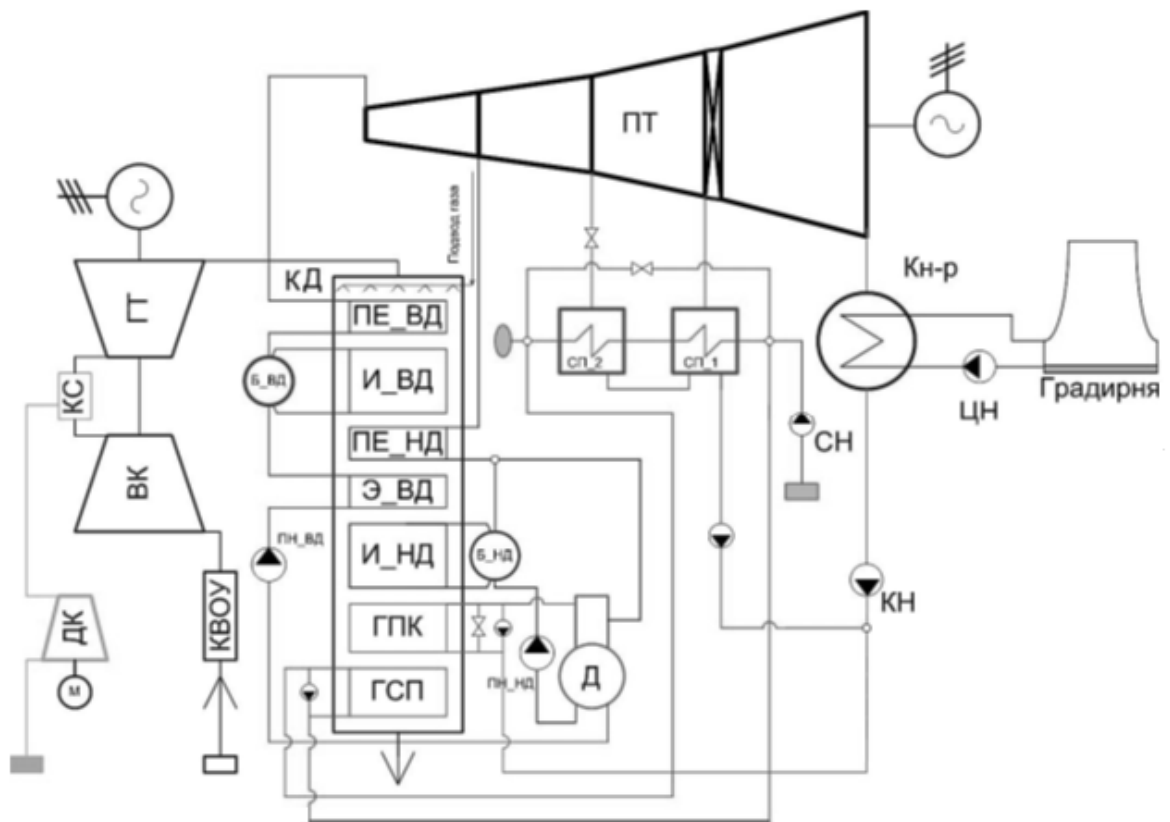 ПТ
Подвод газа
КД
Кн-р
ГТ
ПЕ_ВД
Б_ВД
И_ВД
СП_2
СП_1
КС
Градирня
ЦН
ПЕ_НД
СН
ВК
Э_ВД
ПН_ВД
И_НД
Б_НД
КН
ДК
КВОУ
ГПК
Д
ПН_НД
М
ГСП